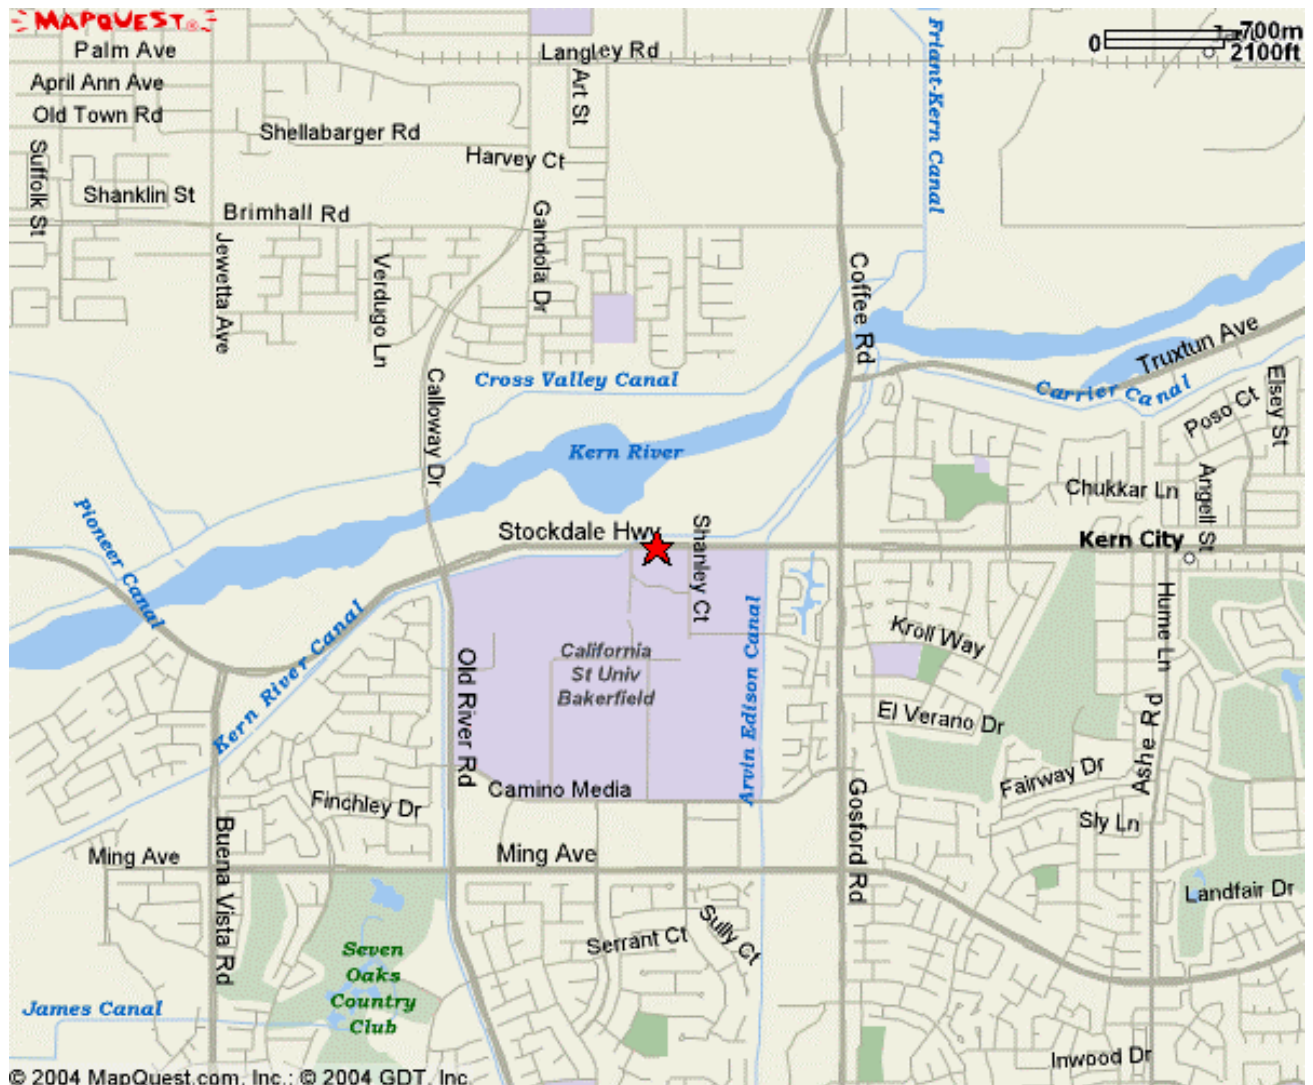 MAPQUEST®
Palm Ave
Langley Rd
0
700m
2100ft
April Ann Ave
Art St
Friant-Kern Canal
Old Town Rd
Shellabarger Rd
Suffolk St
Harvey Ct
Shanklin St
Brimhall Rd
Gandola Dr
Jewetta Ave
Verdugo Ln
Coffee Rd
Truxtun Ave
Cross Valley Canal
Calloway Dr
Carrier Canal
Elsey St
Poso Ct
Kern River
Angell St
Chukkar Ln
Pioneer Canal
Stockdale Hwy
Shanley Ct
Kern City
Hume Ln
Kern River Canal
Arvin Edison Canal
Kroll Way
California
St Univ
Bakerfield
Old River Rd
El Verano Dr
Ashe Rd
Fairway Dr
Camino Media
Gosford Rd
Finchley Dr
Sly Ln
Buena Vista Rd
Ming Ave
Ming Ave
Landfair Dr
Sully Ct
Serrant Ct
Seven
Oaks
Country
Club
James Canal
Inwood Dr
© 2004 MapQuest.com, Inc.; © 2004 GDT, Inc.